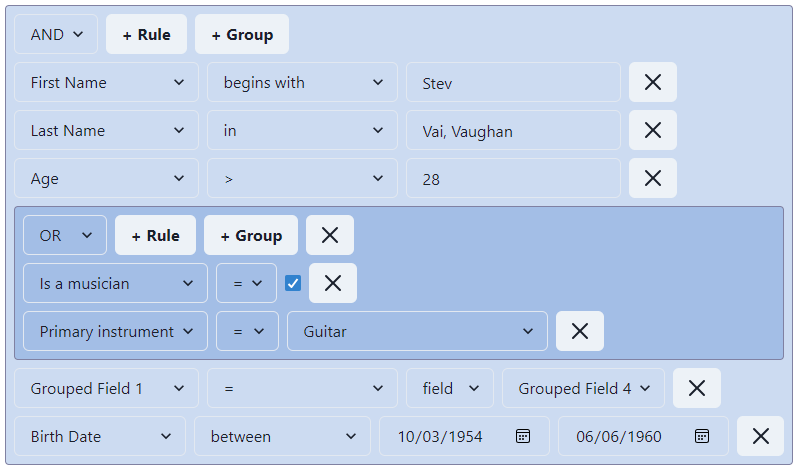 AND + Rule + Group
First Name begins with Stev
Last Name in Vai, Vaughan
Age > 28
OR + Rule + Group
Is a musician =
Primary instrument = Guitar
Grouped Field 1 = field Grouped Field 4
Birth Date between 10/03/1954 06/06/1960